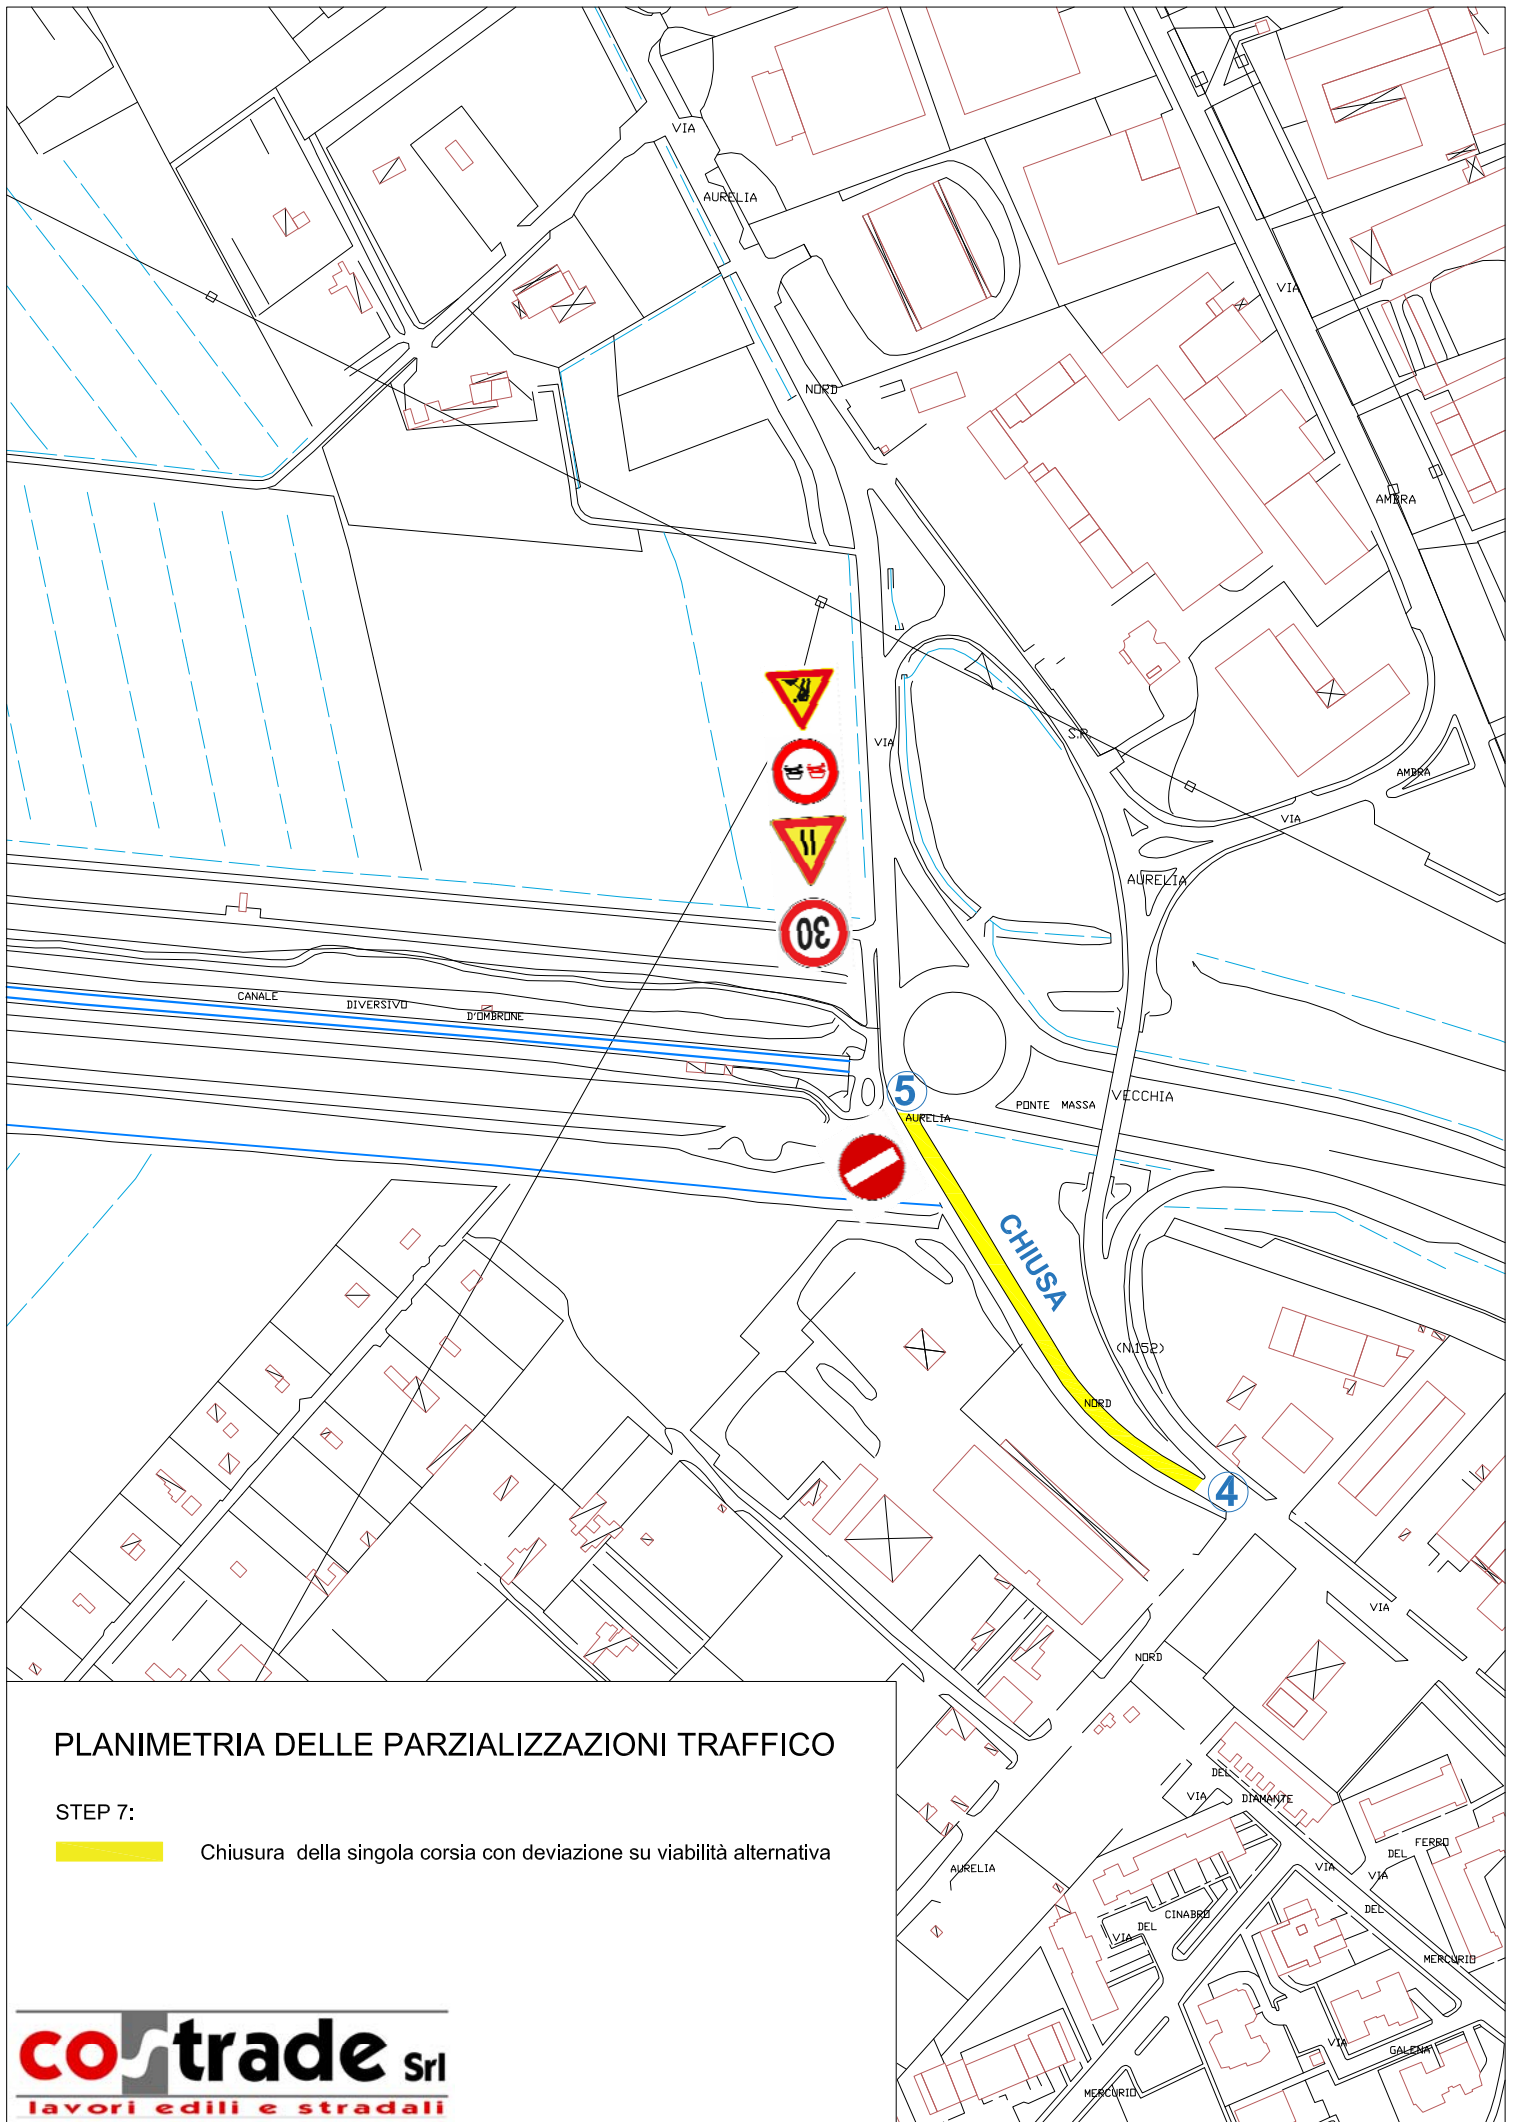 VIA
AURELIA
VIA
NORD
AMBRA
VIA
S.P.
AMBRA
VIA
AURELIA
30
CANALE
DIVERSIVO
D'OMBRONE
5
AURELIA
PONTE MASSA
VECCHIA
CHIUSA
(N.152)
NORD
4
VIA
NORD
DEL
VIA
DIAMANTE
FERRO
DEL
VIA
AURELIA
VIA
DEL
CINABRO
DEL
VIA
MERCURIO
VIA
GALENA
MERCURIO
PLANIMETRIA DELLE PARZIALIZZAZIONI TRAFFICO
STEP 7:
Chiusura della singola corsia con deviazione su viabilità alternativa
costrade Srl
lavori edili e stradali